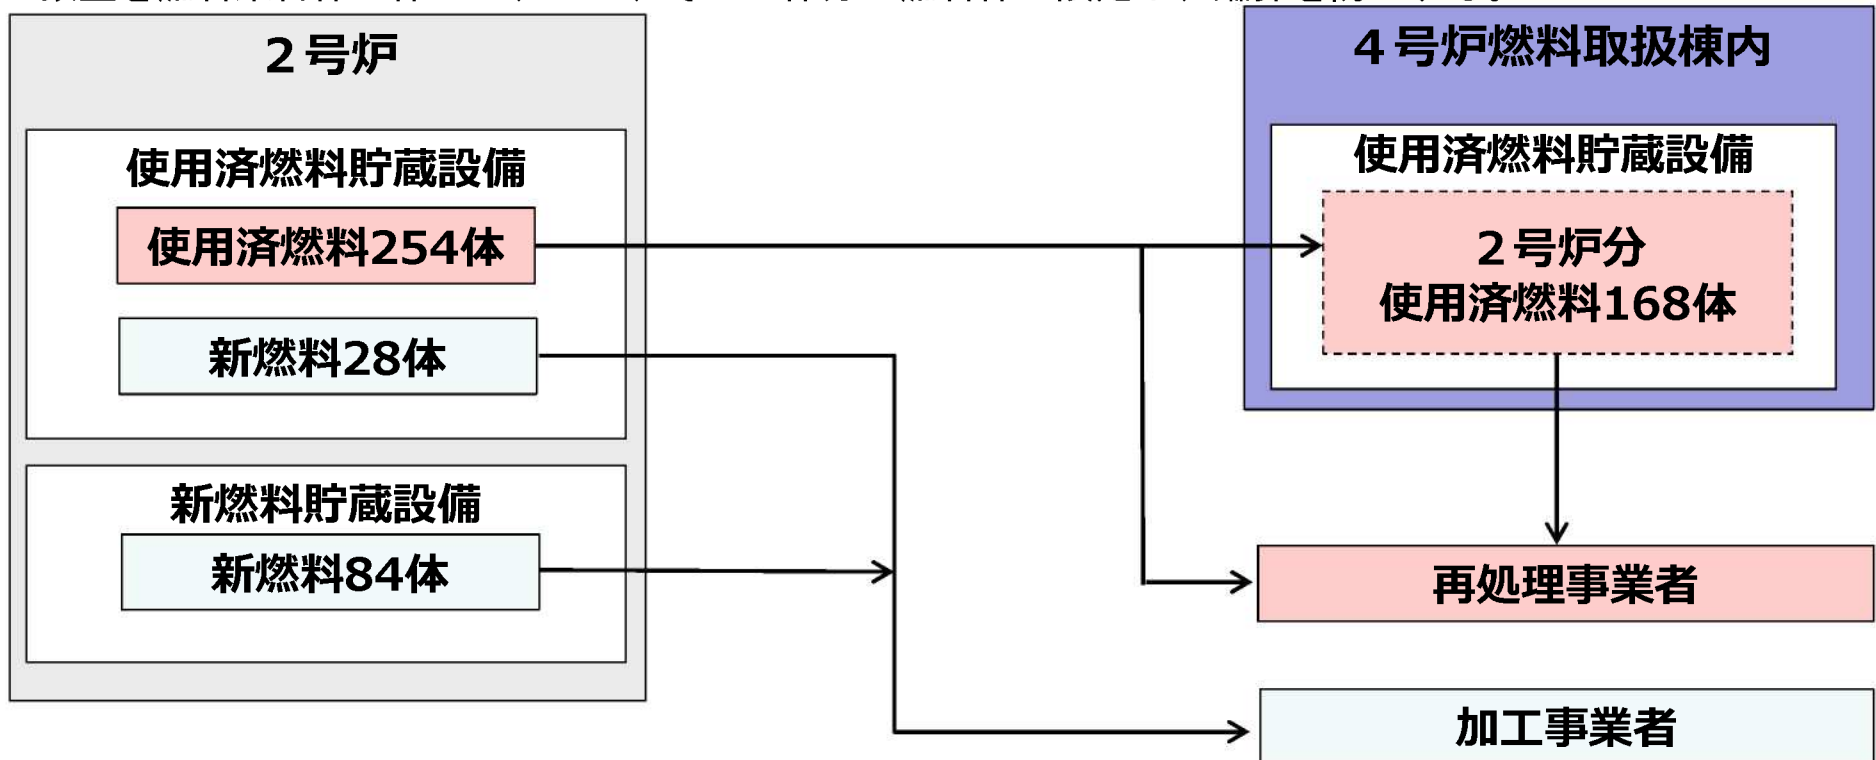 ２号炉
使用済燃料貯蔵設備
使用済燃料254体
新燃料28体
新燃料貯蔵設備
新燃料84体
４号炉燃料取扱棟内
使用済燃料貯蔵設備
２号炉分
使用済燃料168体
再処理事業者
加工事業者